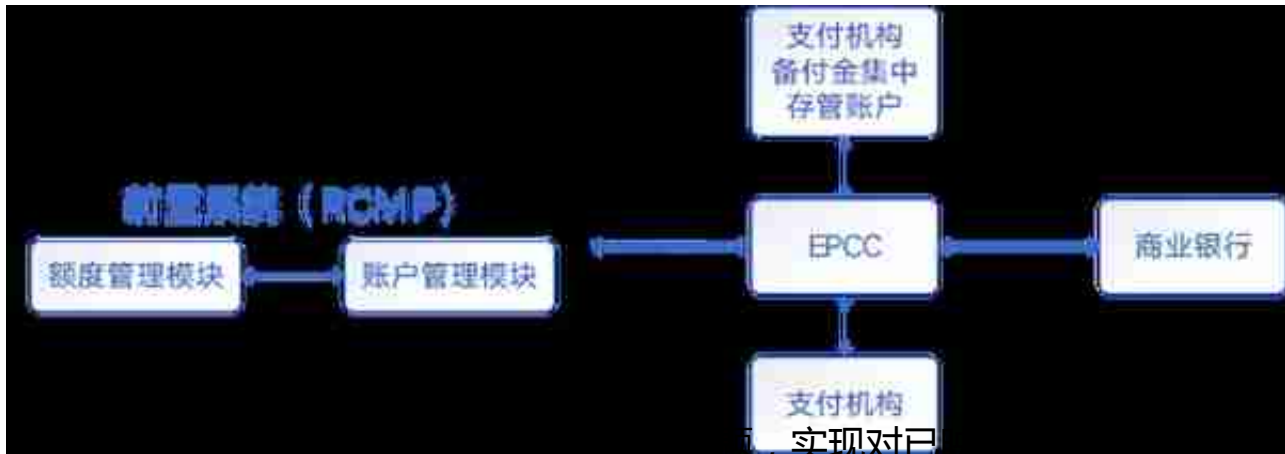 支付机构
备付金集中
存管账户
（RCMP）
额度管理模块
账户管理模块
EPCC
商业银行
支付机构
，实现对已